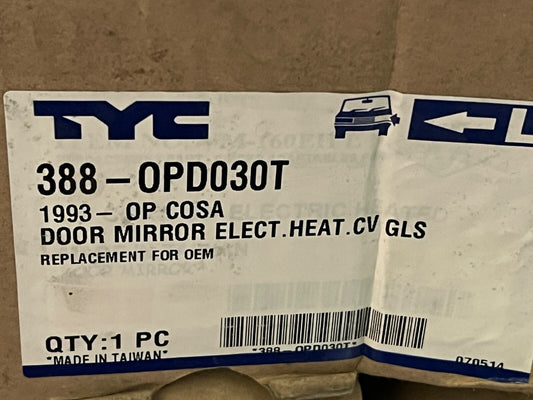 TYC
L
388-OPD030T
1993- OP COSA
DOOR MIRROR ELECT.HEAT.CV GLS
REPLACEMENT FOR OEM
QTY:1 PC
"MADE IN TAIWAN"
*388-OPD030T*
070514